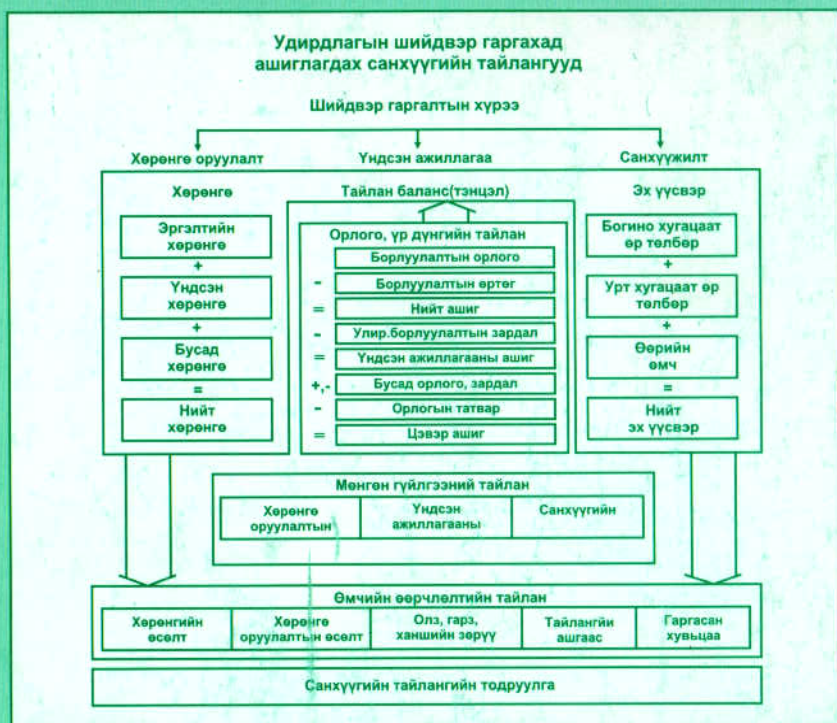 Удирдлагын шийдвэр гаргахад
ашиглагдах санхүүгийн тайлангууд
Шийдвэр гаргалтын хүрээ
Хөрөнгө оруулалт
Үндсэн ажиллагаа
Санхүүжилт
Хөрөнгө
Эргэлтийн
хөрөнгө
+
Үндсэн
хөрөнгө
+
Бусад
хөрөнгө
=
Нийт
хөрөнгө
Тайлан баланс(тэнцэл)
Орлого, үр дүнгийн тайлан
Борлуулалтын орлого
- Борлуулалтын өртөг
= Нийт ашиг
- Улир.борлуулалтын зардал
= Үндсэн ажиллагааны ашиг
+,- Бусад орлого, зардал
- Орлогын татвар
= Цэвэр ашиг
Эх үүсвэр
Богино хугацаат
өр төлбөр
+
Урт хугацаат өр
төлбөр
+
Өөрийн
өмч
=
Нийт
эх үүсвэр
Мөнгөн гүйлгээний тайлан
Хөрөнгө
оруулалтын
Үндсэн
ажиллагааны
Санхүүгийн
Өмчийн өөрчлөлтийн тайлан
Хөрөнгийн
өсөлт
Хөрөнгө
оруулалтын өсөлт
Олз, гарз,
ханшийн зөрүү
Тайлангйи
ашгаас
Гаргасан
хувьцаа
Санхүүгийн тайлангийн тодруулга